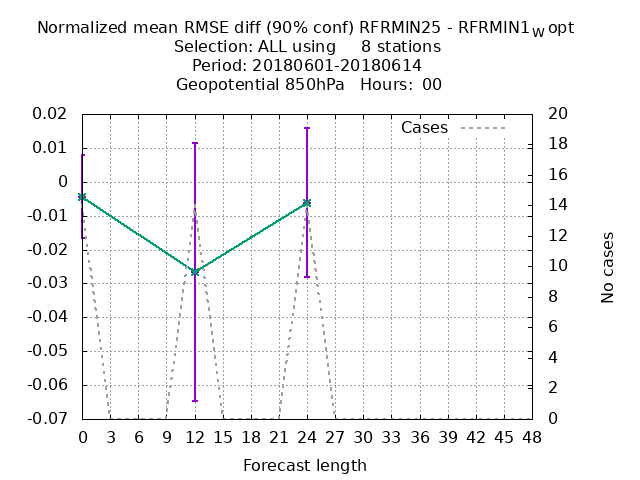 Normalized mean RMSE diff (90% conf) RFRMIN25 - RFRMIN1wopt
Selection: ALL using 8 stations
Period: 20180601-20180614
Geopotential 850hPa Hours: 00
Cases
0.02
0.01
0
-0.01
-0.02
-0.03
-0.04
-0.05
-0.06
-0.07
20
18
16
14
12
10
8
6
4
2
0
No cases
0 3 6 9 12 15 18 21 24 27 30 33 36 39 42 45 48
Forecast length